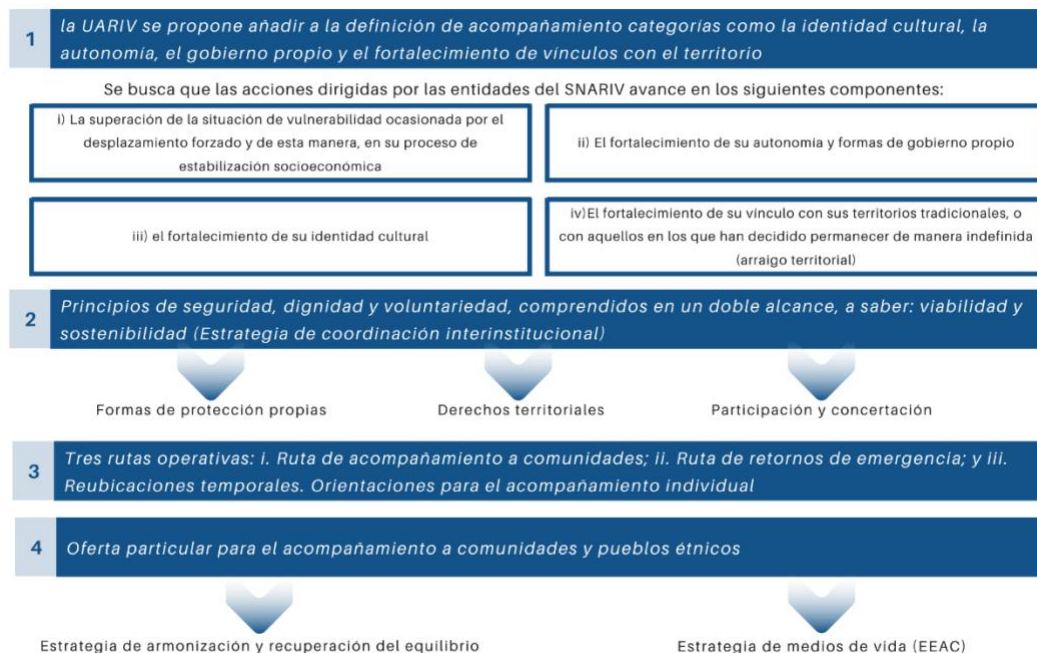 1
la UARIV se propone añadir a la definición de acompañamiento categorías como la identidad cultural, la
autonomía, el gobierno propio y el fortalecimiento de vínculos con el territorio
Se busca que las acciones dirigidas por las entidades del SNARIV avance en los siguientes componentes:
i) La superación de la situación de vulnerabilidad ocasionada por el
desplazamiento forzado y de esta manera, en su proceso de
estabilización socioeconómica
ii) El fortalecimiento de su autonomía y formas de gobierno propio
iii) el fortalecimiento de su identidad cultural
iv)El fortalecimiento de su vínculo con sus territorios tradicionales, o
con aquellos en los que han decidido permanecer de manera indefinida
(arraigo territorial)
2
Principios de seguridad, dignidad y voluntariedad, comprendidos en un doble alcance, a saber: viabilidad y
sostenibilidad (Estrategia de coordinación interinstitucional)
Formas de protección propias
Derechos territoriales
Participación y concertación
3
Tres rutas operativas: i. Ruta de acompañamiento a comunidades; ii. Ruta de retornos de emergencia; y iii.
Reubicaciones temporales. Orientaciones para el acompañamiento individual
4
Oferta particular para el acompañamiento a comunidades y pueblos étnicos
Estrategia de armonización y recuperación del equilibrio
Estrategia de medios de vida (EEAC)